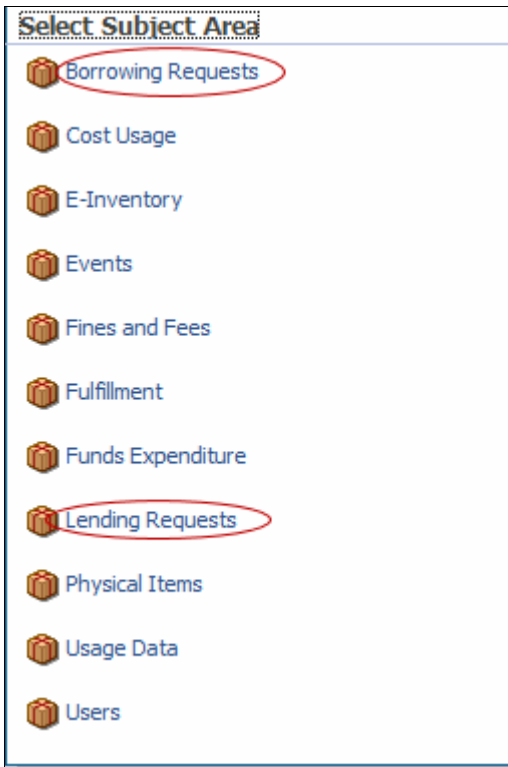 Select Subject Area
Borrowing Requests
Cost Usage
E-Inventory
Events
Fines and Fees
Fulfillment
Funds Expenditure
Lending Requests
Physical Items
Usage Data
Users